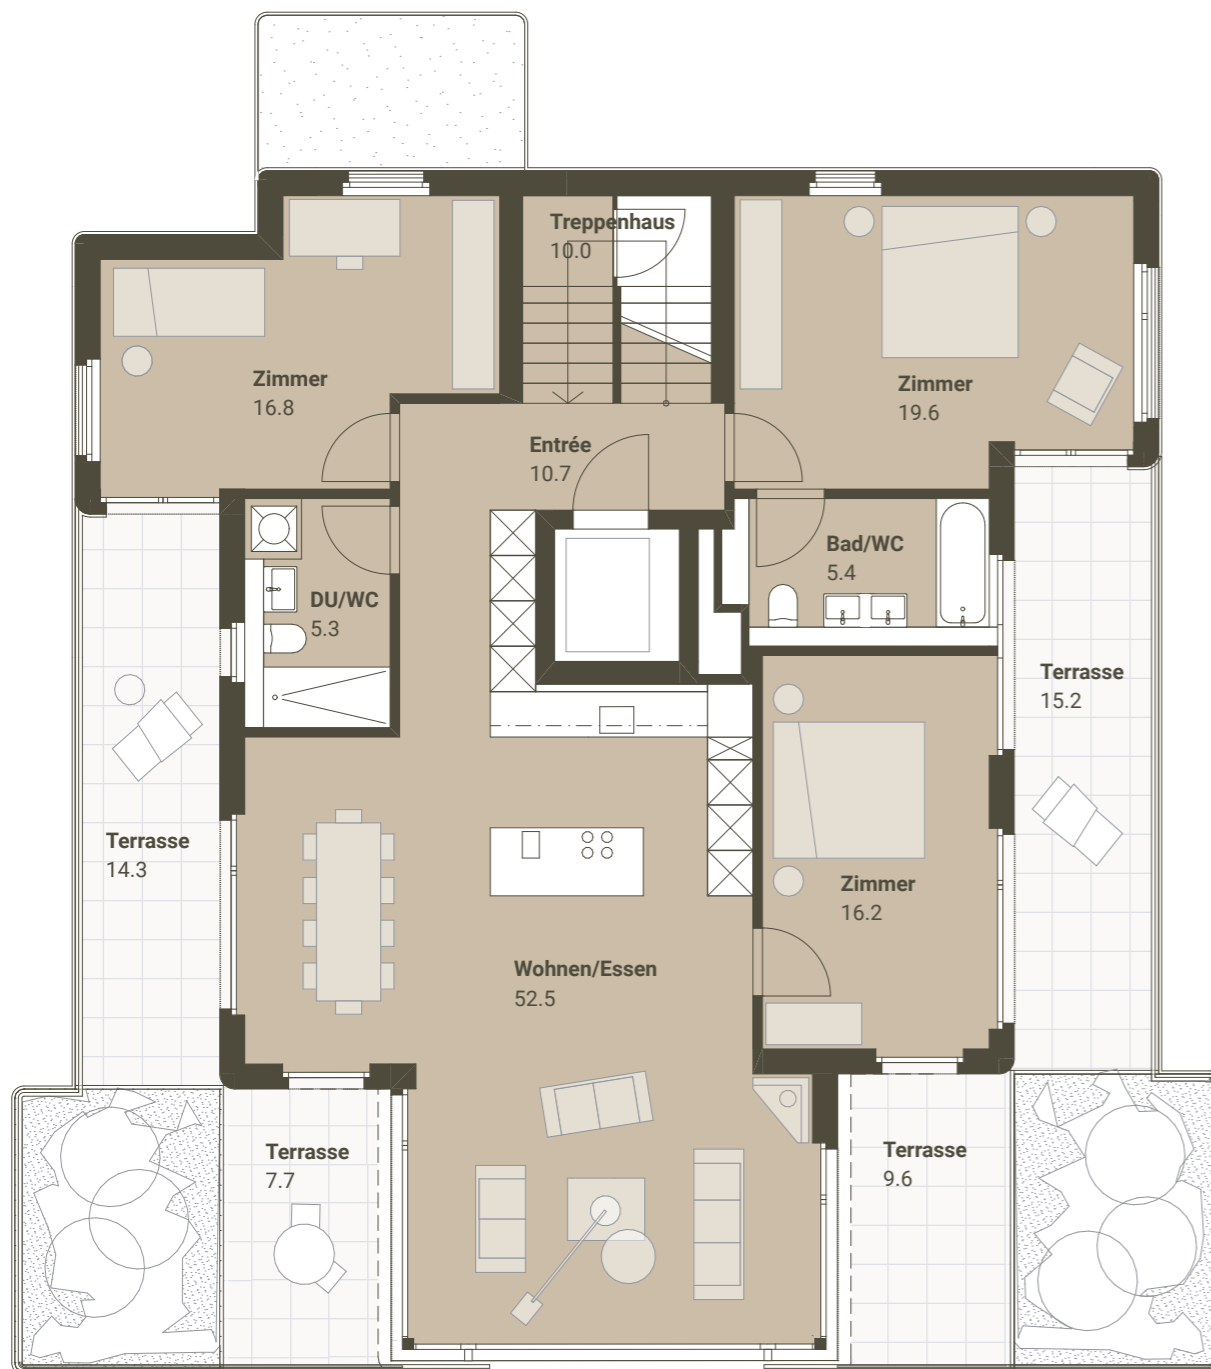 Treppenhaus
10.0
Zimmer
16.8
Zimmer
19.6
Entrée
10.7
Bad/WC
5.4
DU/WC
5.3
Terrasse
15.2
Terrasse
14.3
Zimmer
16.2
Wohnen/Essen
52.5
Terrasse
7.7
Terrasse
9.6